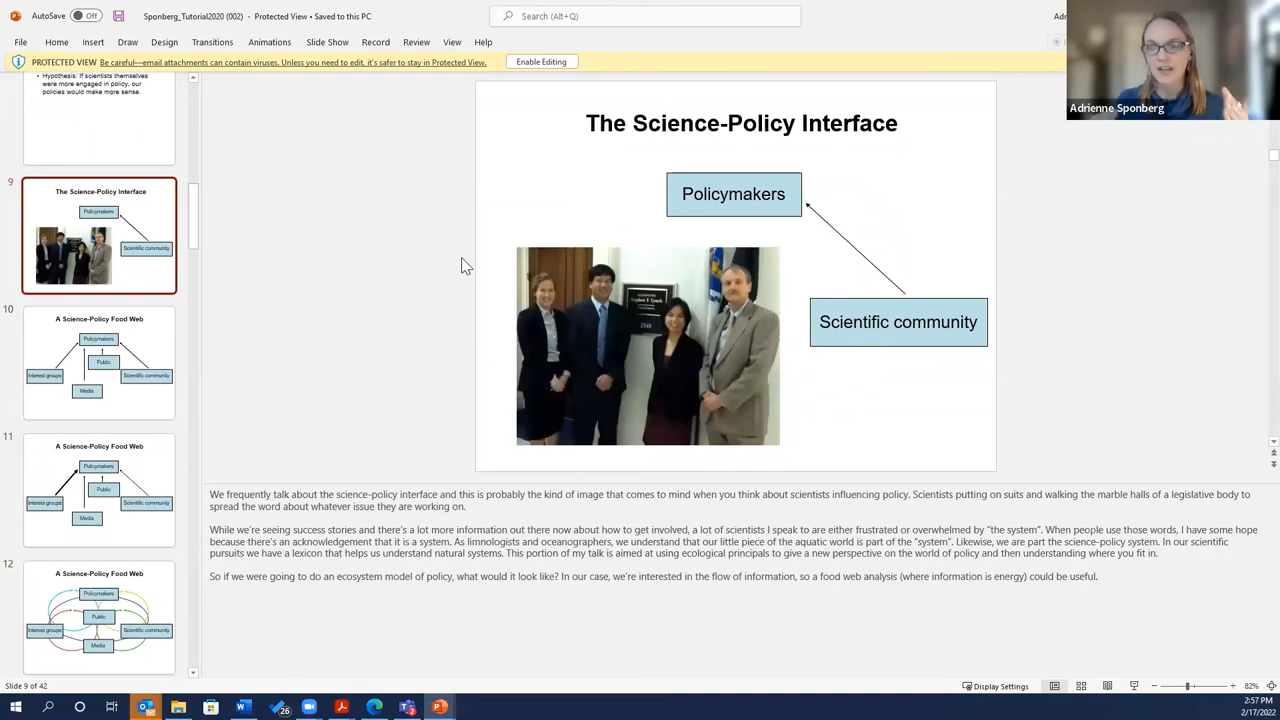 AutoSave Off Sponberg_Tutorial2020 (002) - Protected View • Saved to this PC Search (Alt+Q)
File Home Insert Draw Design Transitions Animations Slide Show Record Review View Help
PROTECTED VIEW Be careful—email attachments can contain viruses. Unless you need to edit, it's safer to stay in Protected View. Enable Editing
Adrienne Sponberg
• Hypothesis: If scientists themselves
were more engaged in policy, our
policies would make more sense.
9
The Science-Policy Interface
Policymakers
Scientific community
10
A Science-Policy Food Web
Policymakers
Public
Interest groups
Scientific community
Media
11
A Science-Policy Food Web
Policymakers
Public
Interest groups
Scientific community
Media
12
A Science-Policy Food Web
Policymakers
Public
Interest groups
Scientific community
Media
The Science-Policy Interface
Policymakers
Scientific community
We frequently talk about the science-policy interface and this is probably the kind of image that comes to mind when you think about scientists influencing policy. Scientists putting on suits and walking the marble halls of a legislative body to
spread the word about whatever issue they are working on.
While we're seeing success stories and there's a lot more information out there now about how to get involved, a lot of scientists I speak to are either frustrated or overwhelmed by "the system". When people use those words, I have some hope
because there's an acknowledgement that it is a system. As limnologists and oceanographers, we understand that our little piece of the aquatic world is part of the "system". Likewise, we are part the science-policy system. In our scientific
pursuits we have a lexicon that helps us understand natural systems. This portion of my talk is aimed at using ecological principals to give a new perspective on the world of policy and then understanding where you fit in.
So if we were going to do an ecosystem model of policy, what would it look like? In our case, we're interested in the flow of information, so a food web analysis (where information is energy) could be useful.
Slide 9 of 42 Display Settings 82%
26
2:57 PM
2/17/2022